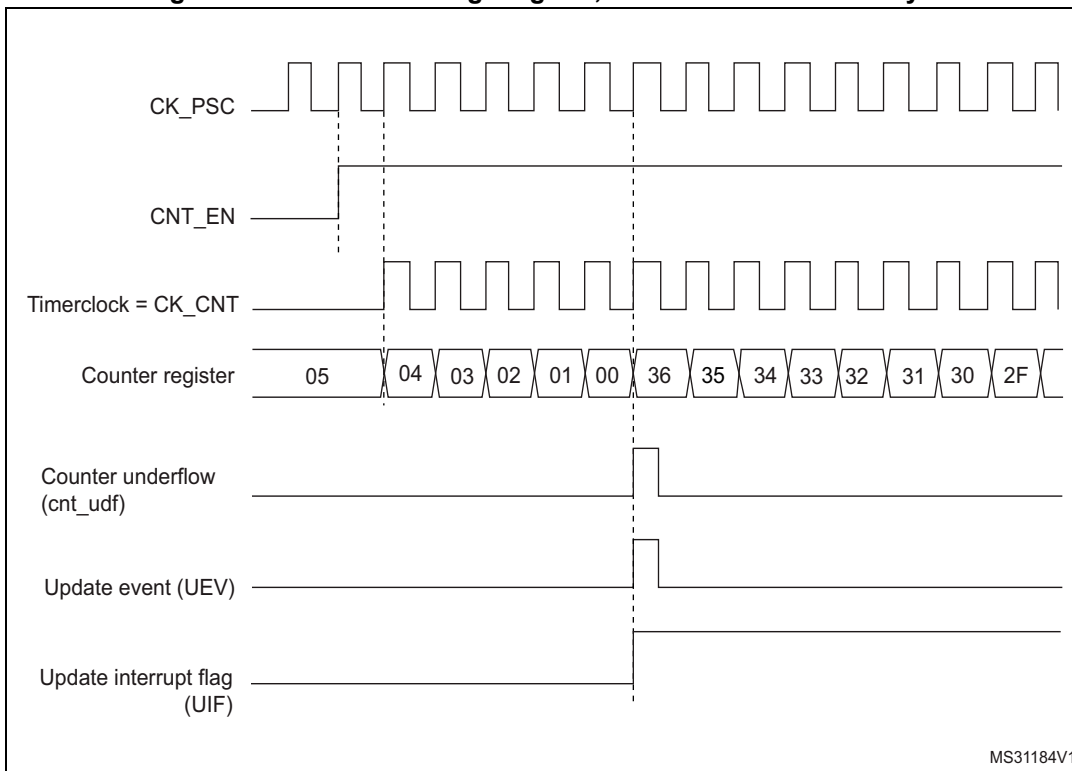 CK_PSC
CNT_EN
Timerclock = CK_CNT
Counter register 05 04 03 02 01 00 36 35 34 33 32 31 30 2F
Counter underflow
(cnt_udf)
Update event (UEV)
Update interrupt flag
(UIF)
MS31184V1